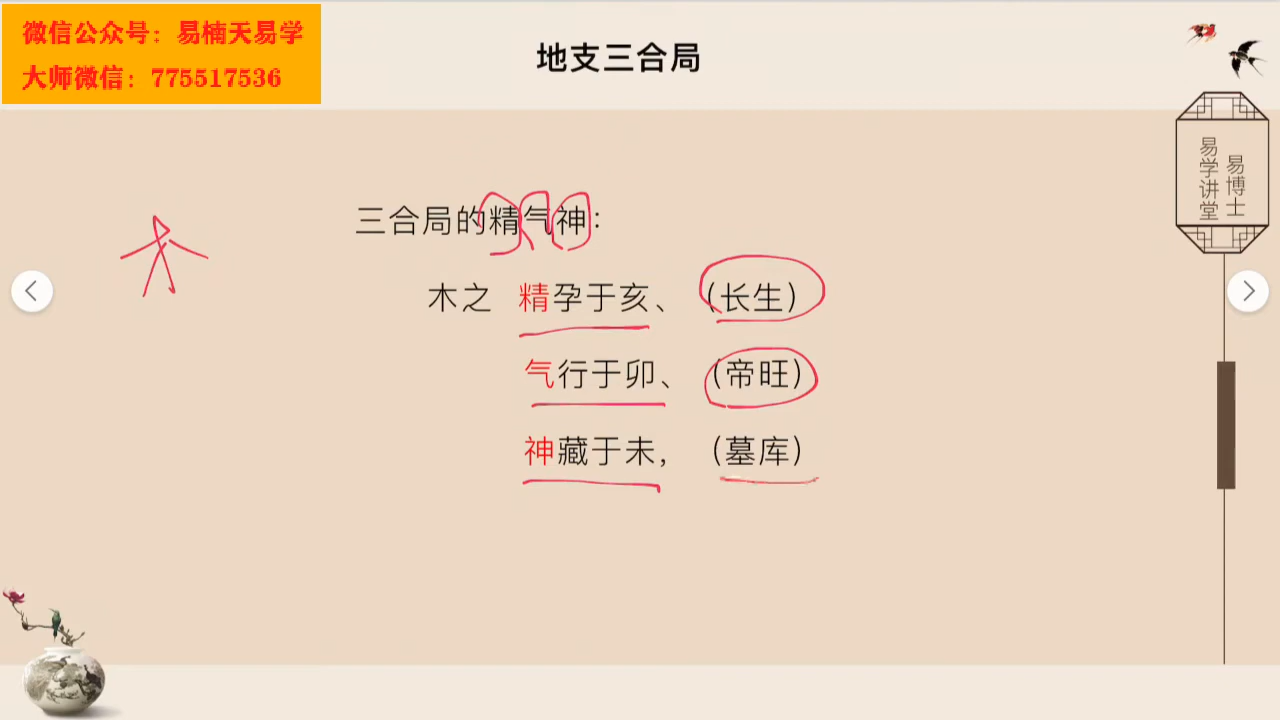 微信公众号：易楠天易学
大师微信：775517536
地支三合局
易博士
易学讲堂
三合局的精气神：
木之 精孕于亥、（长生）
气行于卯、（帝旺）
神藏于未，（墓库）